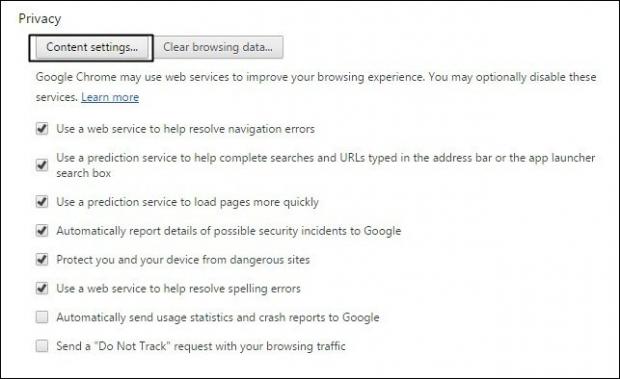 Privacy
Content settings... Clear browsing data...
Google Chrome may use web services to improve your browsing experience. You may optionally disable these
services. Learn more
Use a web service to help resolve navigation errors
Use a prediction service to help complete searches and URLs typed in the address bar or the app launcher
search box
Use a prediction service to load pages more quickly
Automatically report details of possible security incidents to Google
Protect you and your device from dangerous sites
Use a web service to help resolve spelling errors
Automatically send usage statistics and crash reports to Google
Send a "Do Not Track" request with your browsing traffic